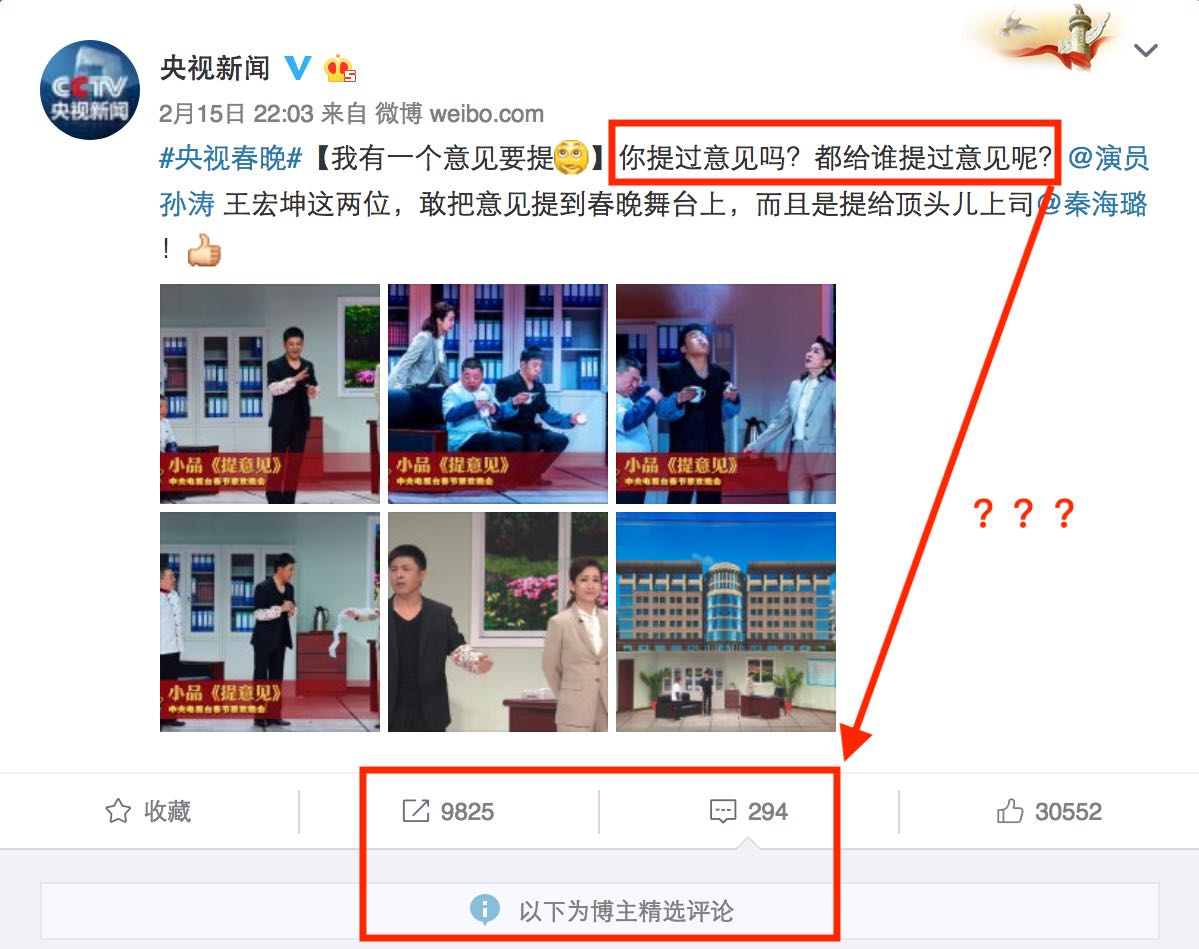 CCTV
央视新闻
央视新闻
5
2月15日 22:03 来自 微博 weibo.com
#央视春晚#【我有一个意见要提】你提过意见吗？都给谁提过意见呢？@演员
孙涛 王宏坤这两位，敢把意见提到春晚舞台上，而且是提给顶头儿上司@秦海璐
！
小品《提意见》
中央电视台春节联欢晚会
小品《提意见》
中央电视台春节联欢晚会
小品《提意见》
中央电视台春节联欢晚会
？？？
小品《提意见》
中央电视台春节联欢晚会
收藏
9825
294
30552
以下为博主精选评论